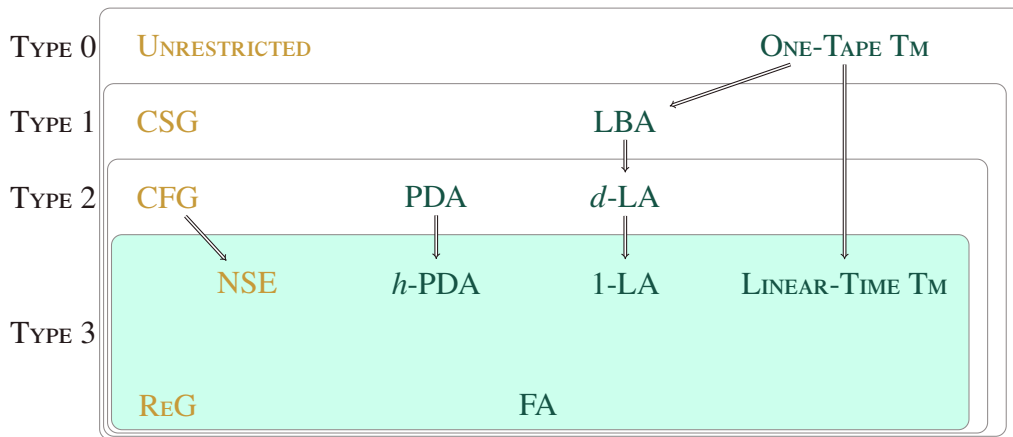 Type 0 Unrestricted One-Tape Tm
Type 1 CSG LBA
Type 2 CFG PDA d-LA
NSE h-PDA 1-LA Linear-Time Tm
Type 3
ReG FA